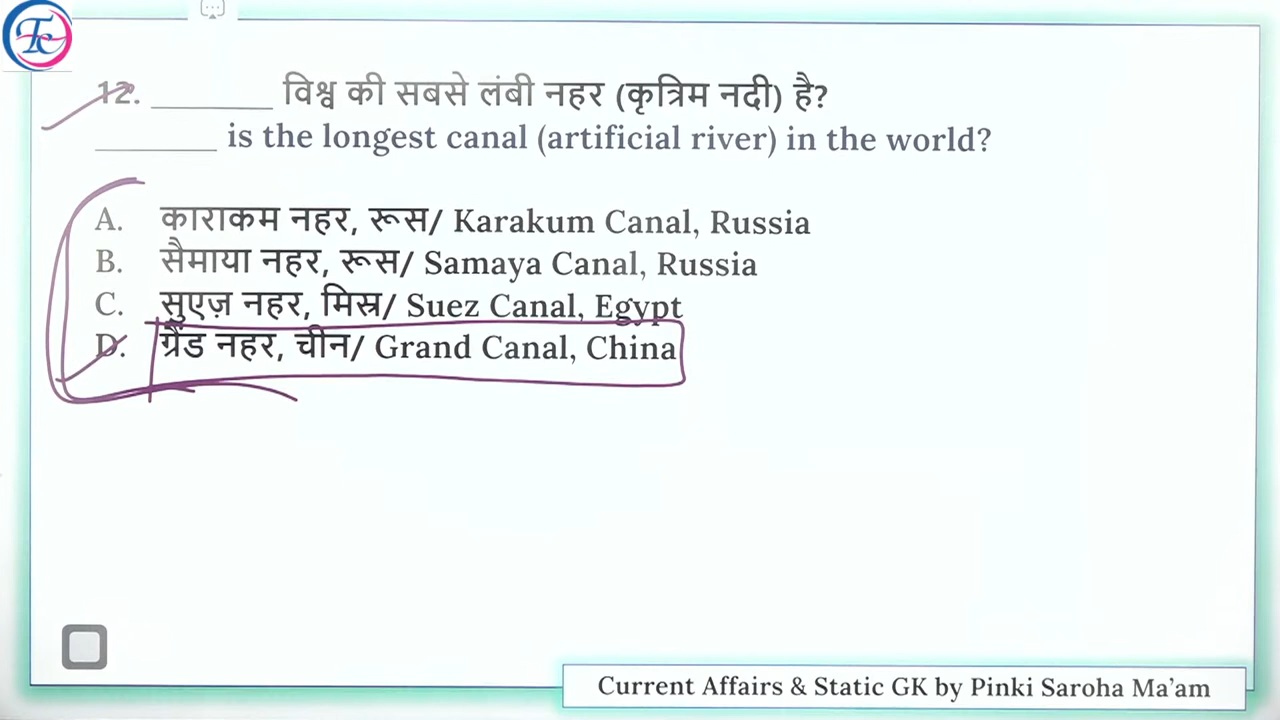 Tc
12. ________ विश्व की सबसे लंबी नहर (कृत्रिम नदी) है?
________ is the longest canal (artificial river) in the world?
A. काराकम नहर, रूस/ Karakum Canal, Russia
B. सैमाया नहर, रूस/ Samaya Canal, Russia
C. सुएज़ नहर, मिस्र/ Suez Canal, Egypt
D. ग्रैंड नहर, चीन/ Grand Canal, China
Current Affairs & Static GK by Pinki Saroha Ma'am